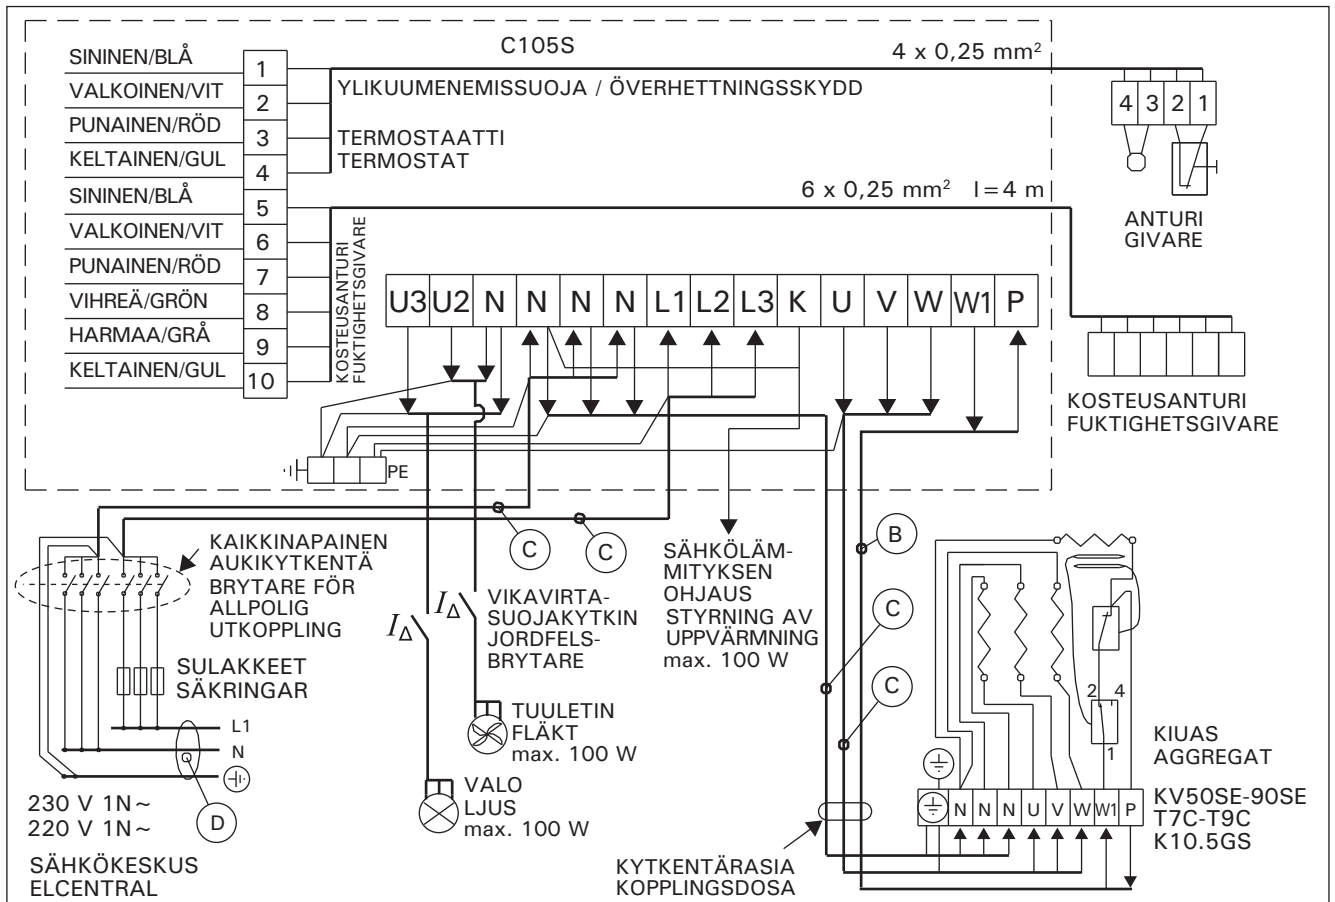 C105S
4 x 0,25 mm²
SININEN/BLÅ 1
VALKOINEN/VIT 2
PUNAINEN/RÖD 3
KELTAINEN/GUL 4
SININEN/BLÅ 5
VALKOINEN/VIT 6
PUNAINEN/RÖD 7
VIHREÄ/GRÖN 8
HARMAA/GRÅ 9
KELTAINEN/GUL 10
YLIKUUMENEMISSUOJA / ÖVERHETTNINGSSKYDD
TERMOSTAATTI
TERMOSTAT
4 3 2 1
ANTURI
GIVARE
6 x 0,25 mm² l=4 m
KOSTEUSANTURI
FUKTIGHETSGIVARE
U3 U2 N N N N L1 L2 L3 K U V W W1 P
KOSTEUSANTURI
FUKTIGHETSGIVARE
PE
KAIKKINAPAINEN
AUKIKYTKENTÄ
BRYTARE FÖR
ALLPOLIG
UTKOPPLING
C
C
B
C
C
SULAKKEET
SÄKRINGAR
L1
N
D
230 V 1N~
220 V 1N~
SÄHKÖKESKUS
ELCENTRAL
IΔ
IΔ
VIKAVIRTA-
SUOJAKYTKIN
JORDFELS-
BRYTARE
TUULETIN
FLÄKT
max. 100 W
VALO
LJUS
max. 100 W
SÄHKÖLÄM-
MITYKSEN
OHJAUS
STYRNING AV
UPPVÄRMNING
max. 100 W
KYTKENTÄRASIA
KOPPLINGSDOSA
2 4
1
N N N U V W W1 P
KIUAS
AGGREGAT
KV50SE-90SE
T7C-T9C
K10.5GS